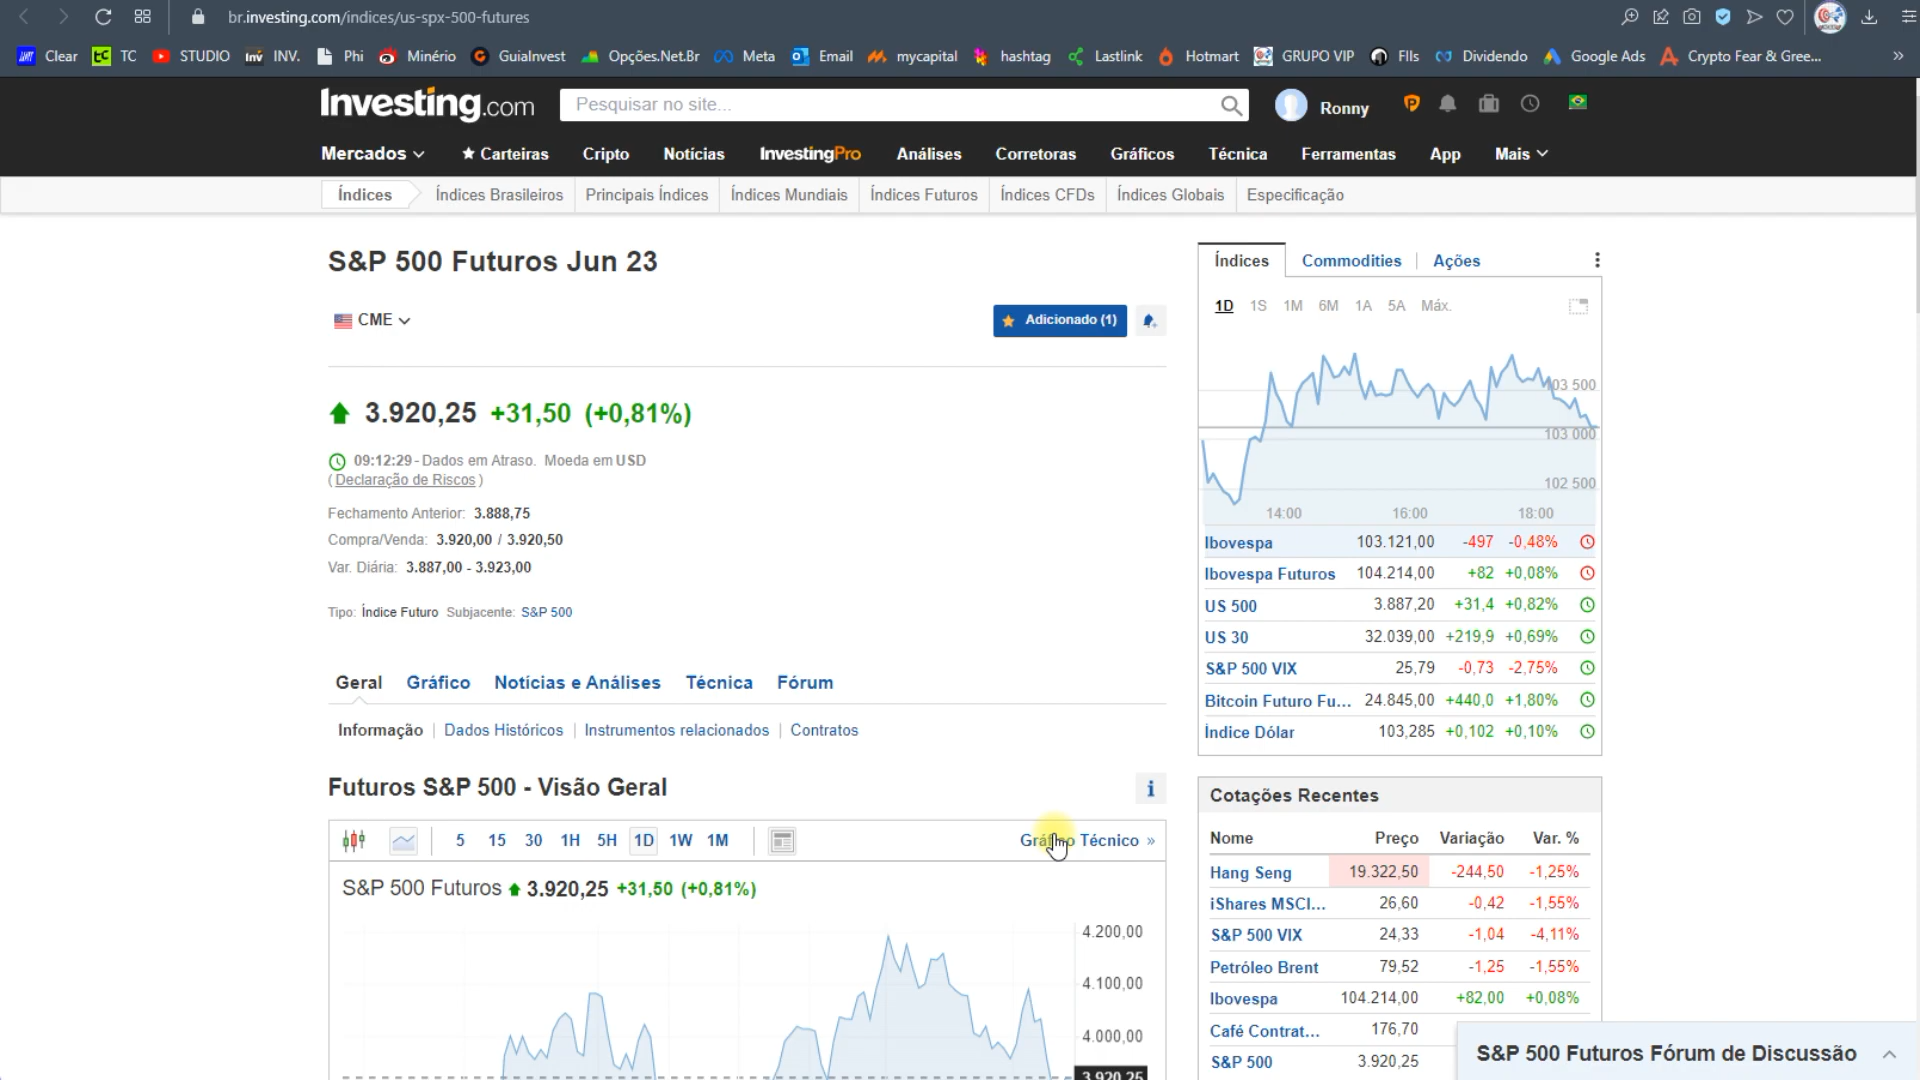 br.investing.com/indices/us-spx-500-futures
Clear TC STUDIO INV. Phi Minério GuiaInvest Opções.Net.Br Meta Email mycapital hashtag Lastlink Hotmart GRUPO VIP FIIs Dividendo Google Ads Crypto Fear & Gree... »
Investing.com Pesquisar no site... Ronny
Mercados Carteiras Cripto Notícias InvestingPro Análises Corretoras Gráficos Técnica Ferramentas App Mais
Índices Índices Brasileiros Principais Índices Índices Mundiais Índices Futuros Índices CFDs Índices Globais Especificação
S&P 500 Futuros Jun 23
CME
Adicionado (1)
3.920,25 +31,50 (+0,81%)
09:12:29 - Dados em Atraso. Moeda em USD
( Declaração de Riscos )
Fechamento Anterior: 3.888,75
Compra/Venda: 3.920,00 / 3.920,50
Var. Diária: 3.887,00 - 3.923,00
Tipo: Índice Futuro Subjacente: S&P 500
Geral Gráfico Notícias e Análises Técnica Fórum
Informação | Dados Históricos | Instrumentos relacionados | Contratos
Futuros S&P 500 - Visão Geral
i
5 15 30 1H 5H 1D 1W 1M
Técnico »
S&P 500 Futuros 3.920,25 +31,50 (+0,81%)
4.200,00
4.100,00
4.000,00
3.920,25
Índices Commodities | Ações
1D 1S 1M 6M 1A 5A Máx.
103 500
103 000
102 500
14:00 16:00 18:00
Ibovespa 103.121,00 -497 -0,48%
Ibovespa Futuros 104.214,00 +82 +0,08%
US 500 3.887,20 +31,4 +0,82%
US 30 32.039,00 +219,9 +0,69%
S&P 500 VIX 25,79 -0,73 -2,75%
Bitcoin Futuro Fu... 24.845,00 +440,0 +1,80%
Índice Dólar 103,285 +0,102 +0,10%
Cotações Recentes
Nome Preço Variação Var. %
Hang Seng 19.322,50 -244,50 -1,25%
iShares MSCI... 26,60 -0,42 -1,55%
S&P 500 VIX 24,33 -1,04 -4,11%
Petróleo Brent 79,52 -1,25 -1,55%
Ibovespa 104.214,00 +82,00 +0,08%
Café Contrat... 176,70
S&P 500 3.920,25
S&P 500 Futuros Fórum de Discussão